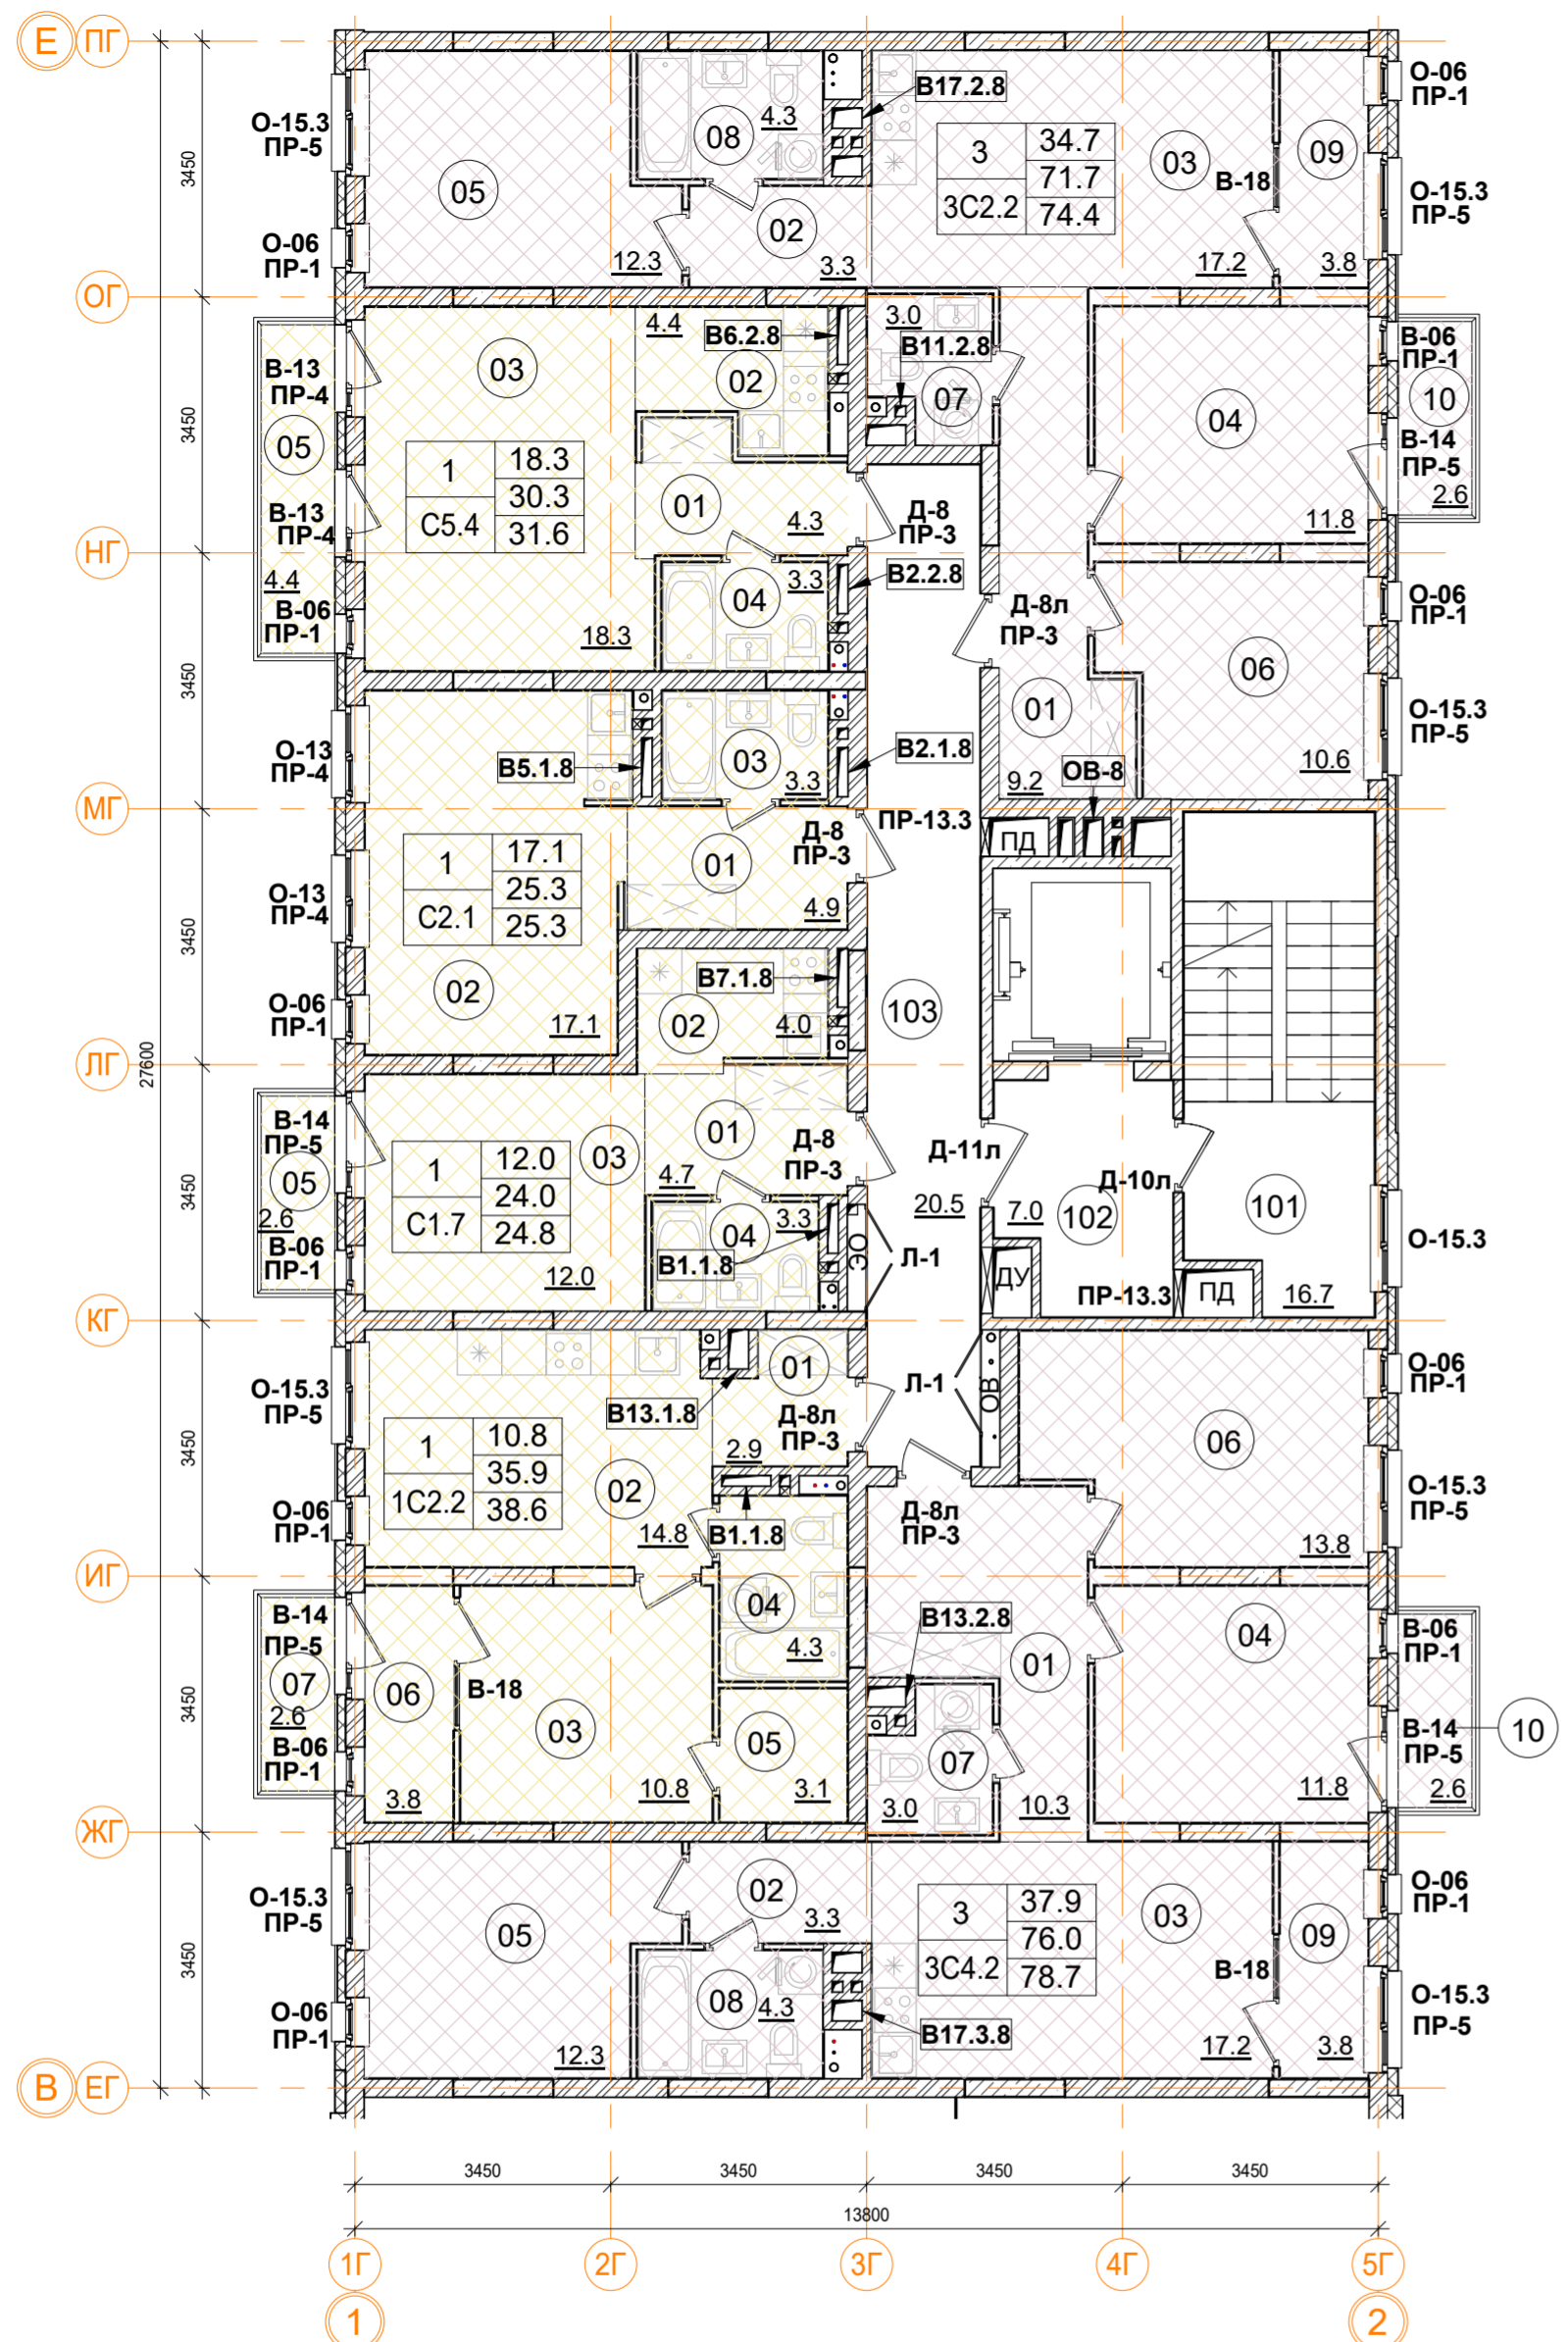 Е ПГ
О-15.3
ПР-5
О-06
ПР-1
05
12.3
08
4.3
02
3.3
В17.2.8
3
3С2.2
34.7
71.7
74.4
03
В-18
17.2
09
3.8
О-06
ПР-1
О-15.3
ПР-5
3450
ОГ
В-13
ПР-4
05
В-13
ПР-4
4.4
В-06
ПР-1
03
4.4
В6.2.8
02
1
С5.4
18.3
30.3
31.6
01
4.3
04
3.3
18.3
3.0
В11.2.8
07
Д-8
ПР-3
В2.2.8
04
11.8
В-06
ПР-1
10
В-14
ПР-5
2.6
3450
НГ
Д-8л
ПР-3
01
9.2
06
10.6
О-06
ПР-1
О-15.3
ПР-5
3450
О-13
ПР-4
В5.1.8
03
3.3
В2.1.8
ОВ-8
ПР-13.3
ПД
МГ
О-13
ПР-4
О-06
ПР-1
1
С2.1
17.1
25.3
25.3
01
Д-8
ПР-3
4.9
02
17.1
В7.1.8
02
4.0
103
3450
27600
ЛГ
В-14
ПР-5
05
2.6
В-06
ПР-1
1
С1.7
12.0
24.0
24.8
03
12.0
01
4.7
Д-8
ПР-3
04
3.3
В1.1.8
ЭО
Л-1
20.5
Д-11л
7.0
102
Д-10л
101
ДУ
ПР-13.3
ПД
16.7
О-15.3
3450
КГ
О-15.3
ПР-5
О-06
ПР-1
1
1С2.2
10.8
35.9
38.6
В13.1.8
01
Д-8л
ПР-3
2.9
02
14.8
В1.1.8
Л-1
ОВ
Д-8л
ПР-3
06
13.8
О-06
ПР-1
О-15.3
ПР-5
3450
ИГ
В-14
ПР-5
07
2.6
В-06
ПР-1
06
3.8
В-18
03
10.8
04
4.3
05
3.1
В13.2.8
01
07
3.0
10.3
04
11.8
В-06
ПР-1
В-14
ПР-5
2.6
10
3450
ЖГ
О-15.3
ПР-5
О-06
ПР-1
05
12.3
02
3.3
08
4.3
В17.3.8
3
3С4.2
37.9
76.0
78.7
03
В-18
17.2
09
3.8
О-06
ПР-1
О-15.3
ПР-5
3450
В ЕГ
3450 3450 3450 3450
13800
1Г 2Г 3Г 4Г 5Г
1 2